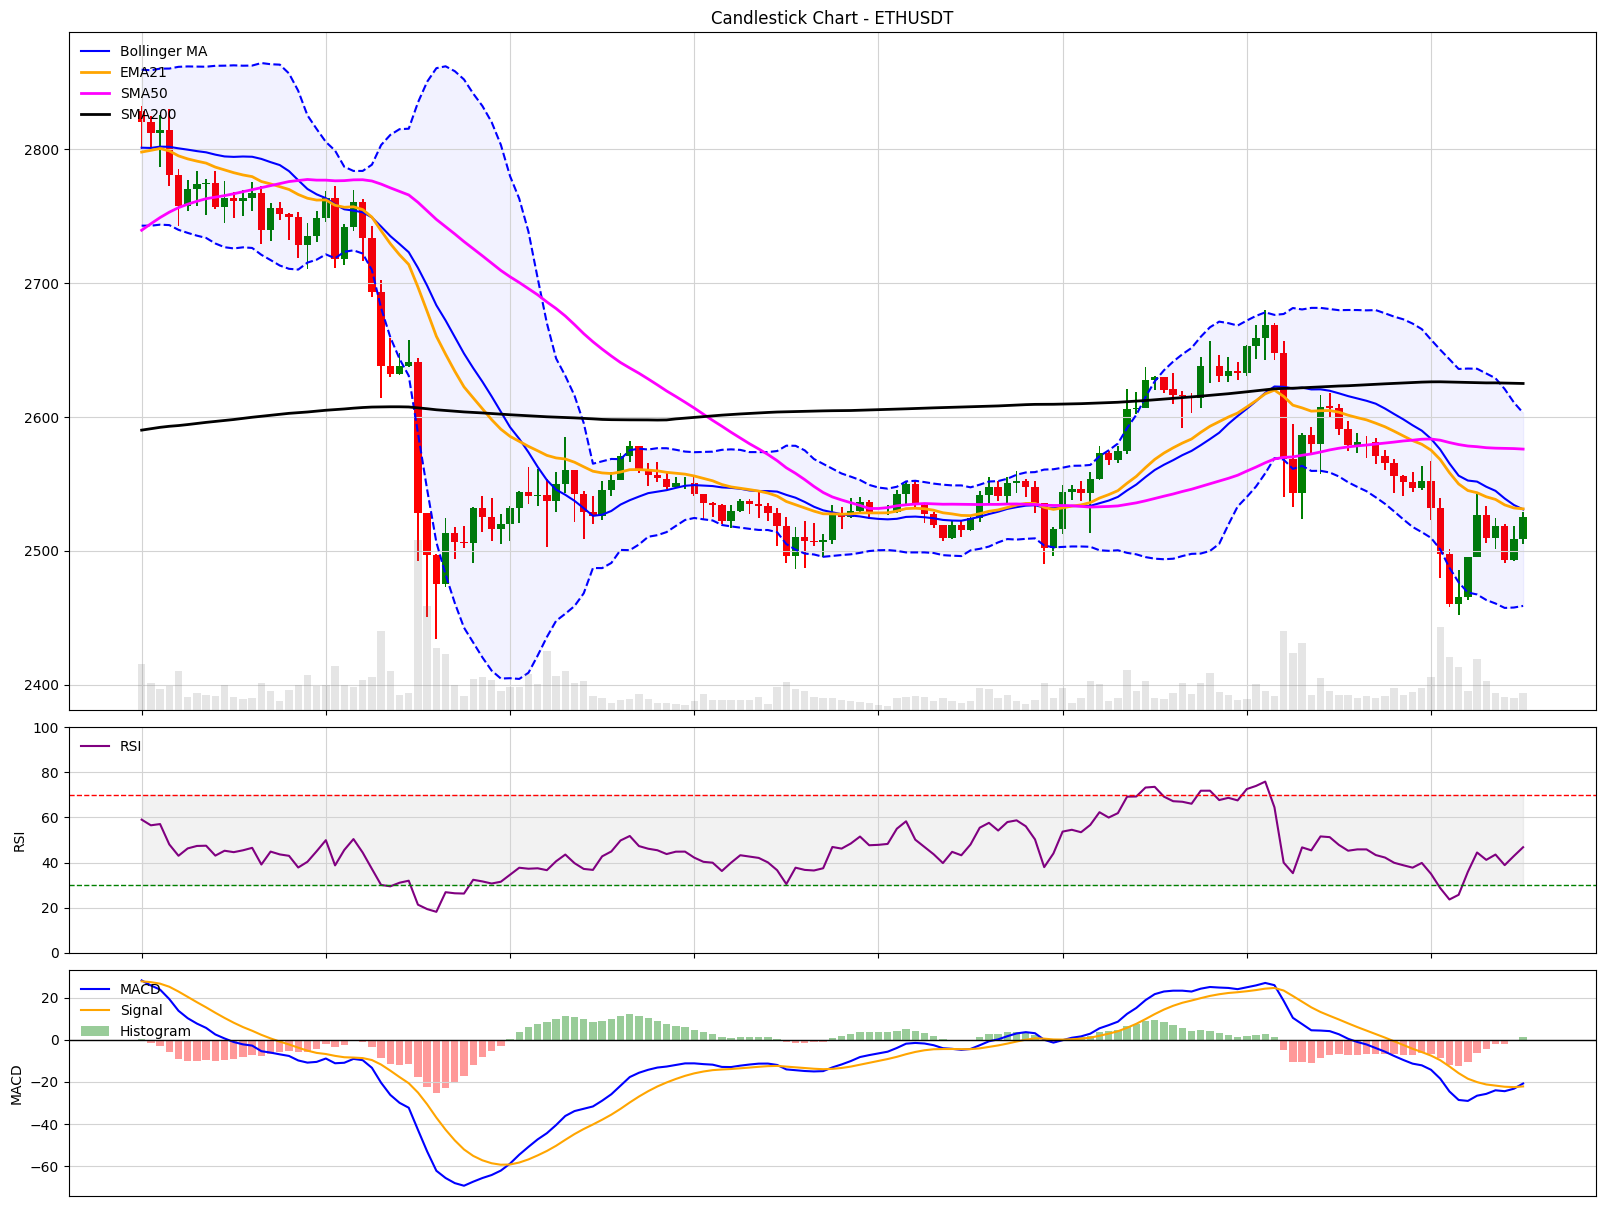 Candlestick Chart - ETHUSDT
Bollinger MA
EMA21
SMA50
SMA200
2800
2700
2600
2500
2400
RSI
100
80
60
40
20
0
RSI
MACD
Signal
Histogram
20
0
−20
−40
−60
MACD